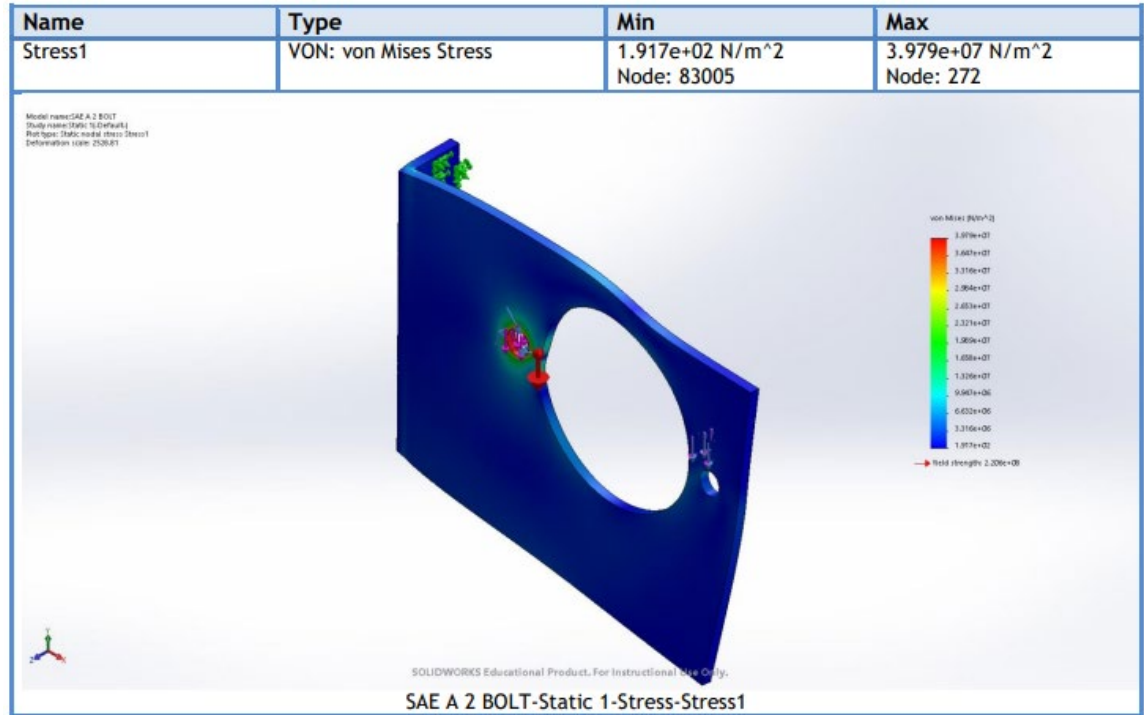 Name Type Min Max
Stress1 VON: von Mises Stress 1.917e+02 N/m^2 3.979e+07 N/m^2
Node: 83005 Node: 272
Model name:SAE A 2 BOLT
Study name:Static 1(-Default-)
Plot type: Static nodal stress Stress1
Deformation scale: 2526.81
von Mises (N/m^2)
3.979e+07
3.647e+07
3.316e+07
2.984e+07
2.653e+07
2.321e+07
1.989e+07
1.658e+07
1.326e+07
9.947e+06
6.632e+06
3.316e+06
1.917e+02
Yield strength: 2.206e+08
Y
Z X
SOLIDWORKS Educational Product. For Instructional Use Only.
SAE A 2 BOLT-Static 1-Stress-Stress1